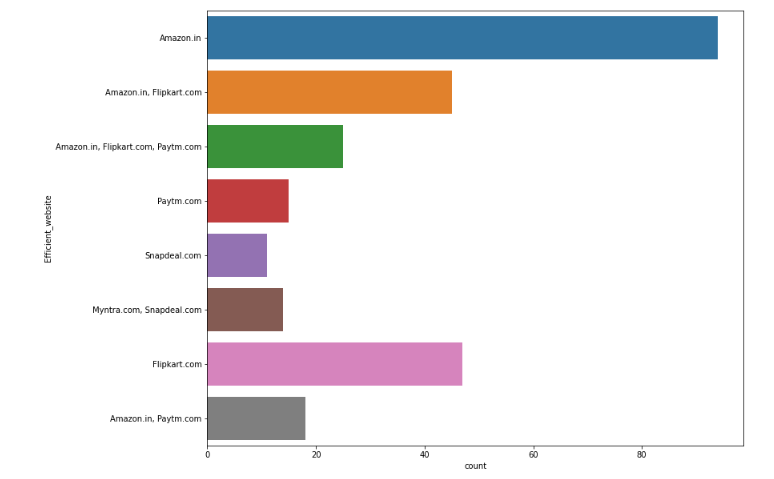 Amazon.in
Amazon.in, Flipkart.com
Amazon.in, Flipkart.com, Paytm.com
Paytm.com
Snapdeal.com
Myntra.com, Snapdeal.com
Flipkart.com
Amazon.in, Paytm.com
Efficient_website
0 20 40 60 80
count